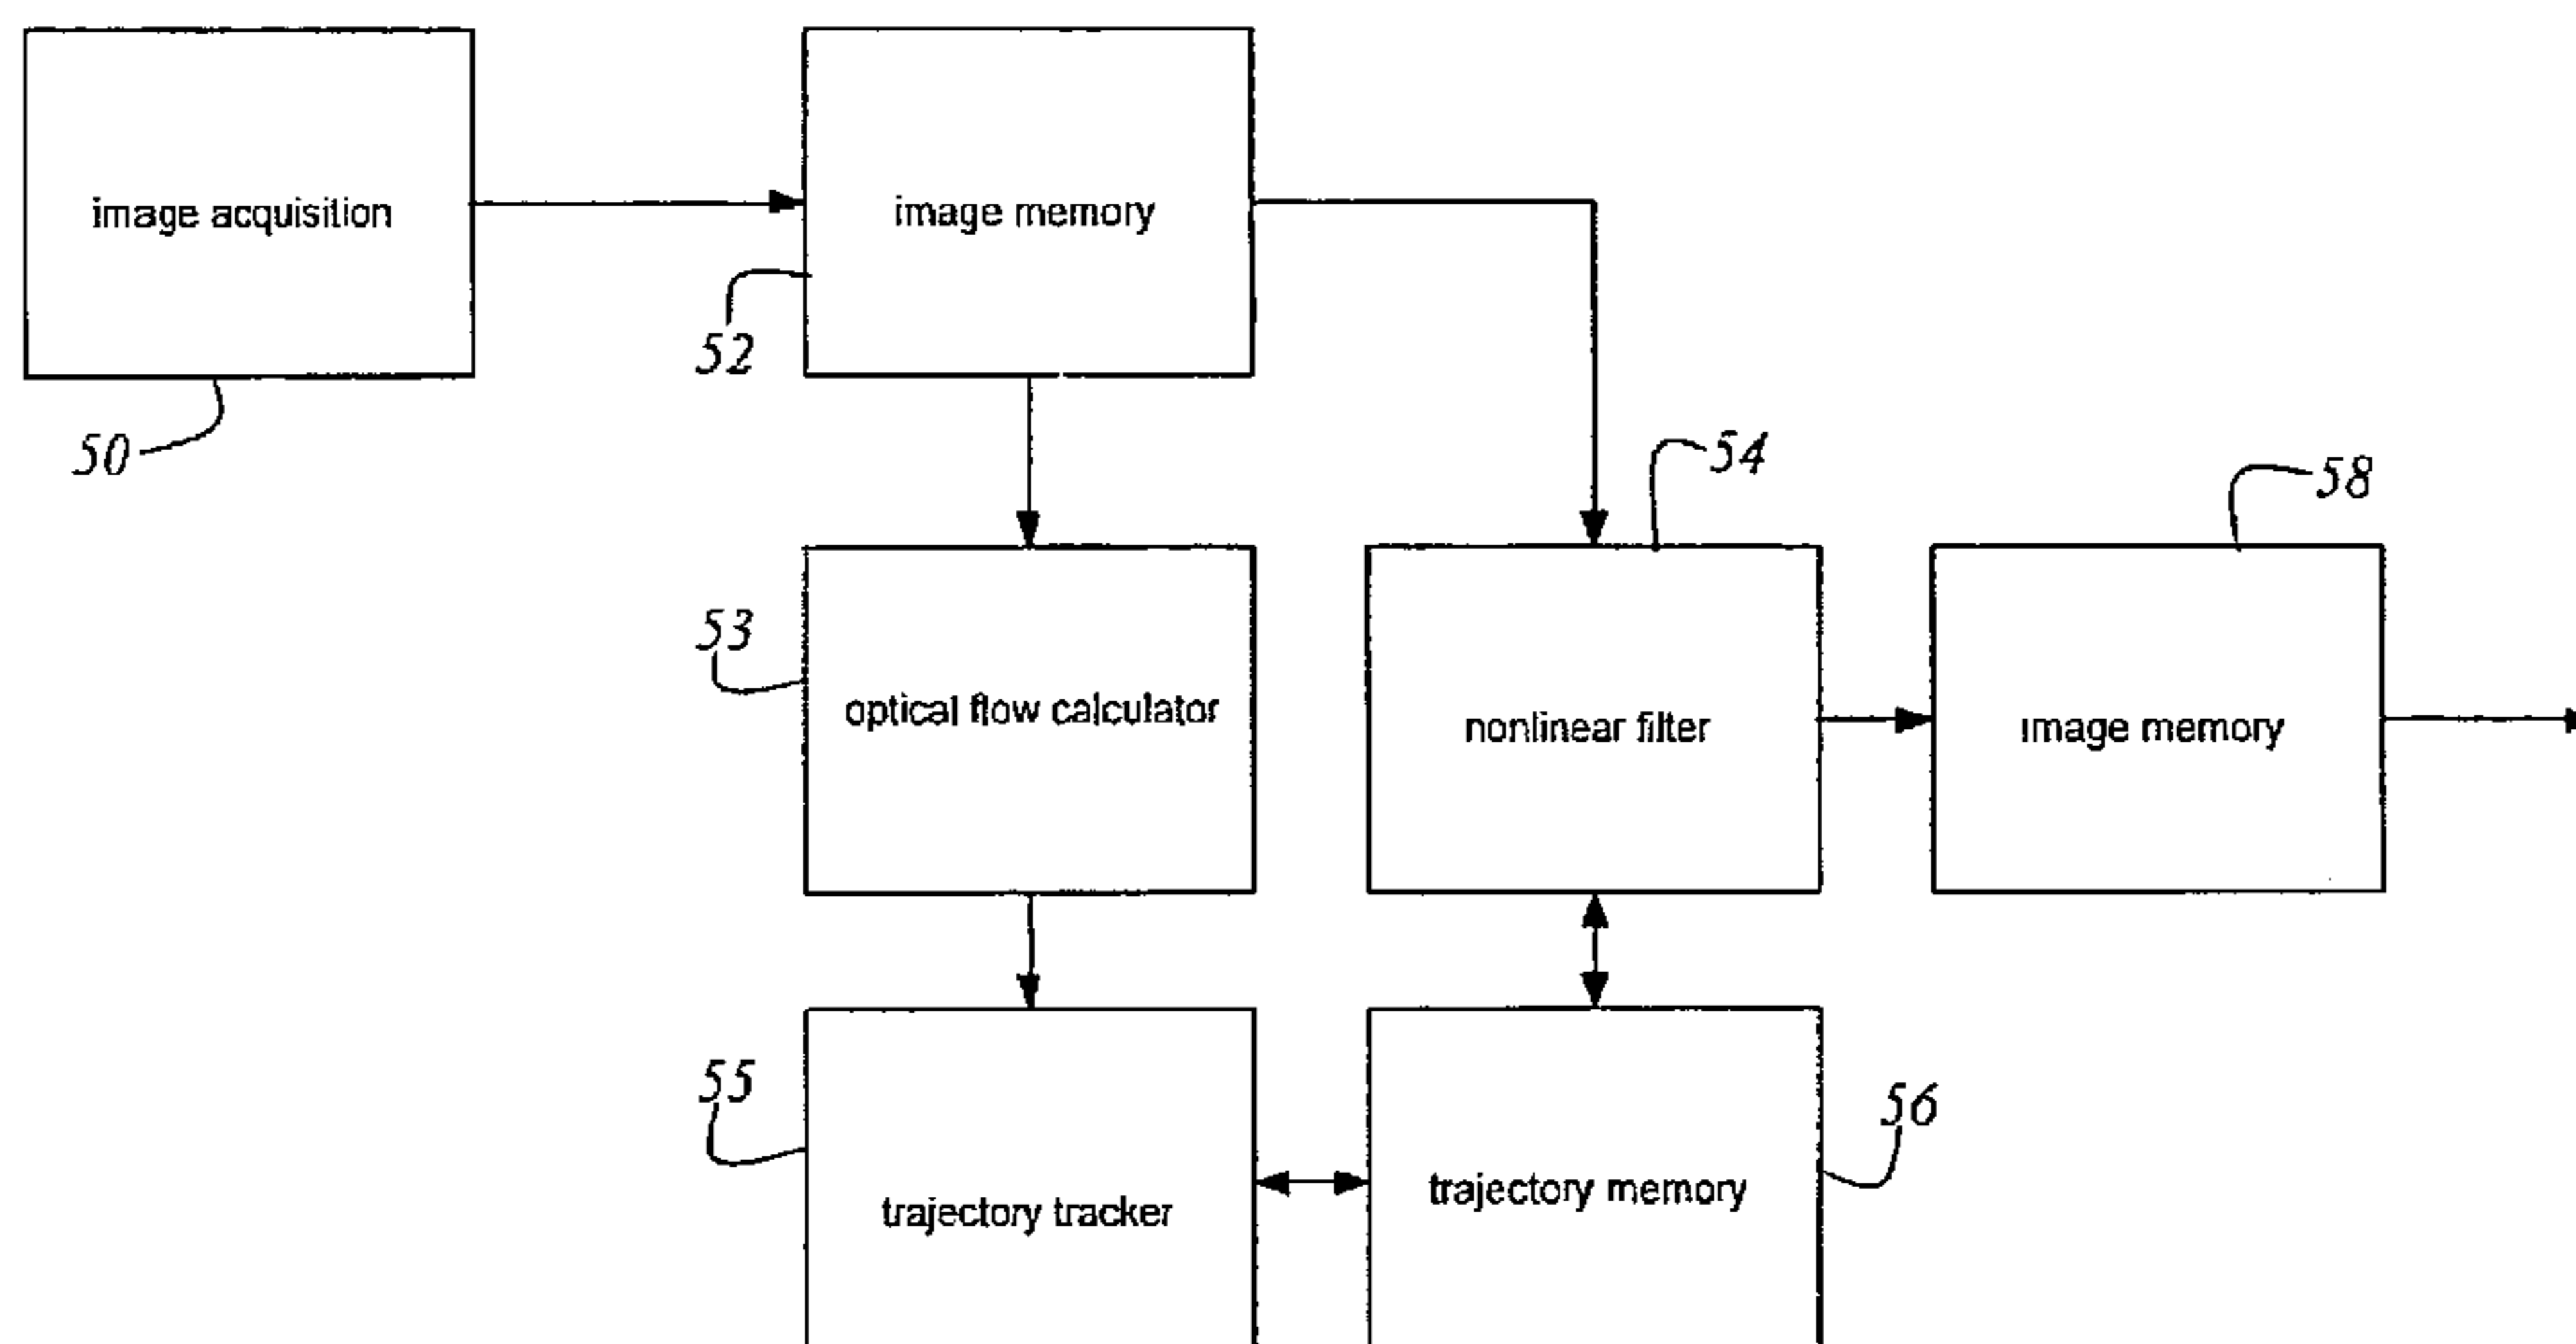 image acquisition
image memory
52
50
54
58
53
optical flow calculator
nonlinear filter
image memory
55
56
trajectory tracker
trajectory memory